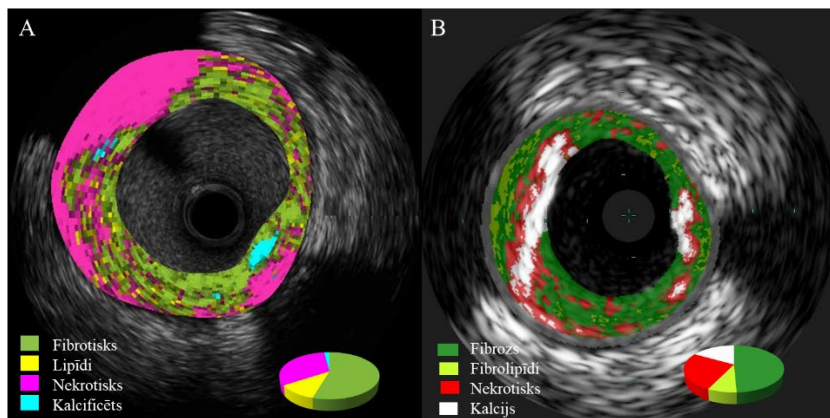 A
Fibrotisks
Lipīdi
Nekrotisks
Kalcificēts
B
Fibrozs
Fibrolipīdi
Nekrotisks
Kalcijs